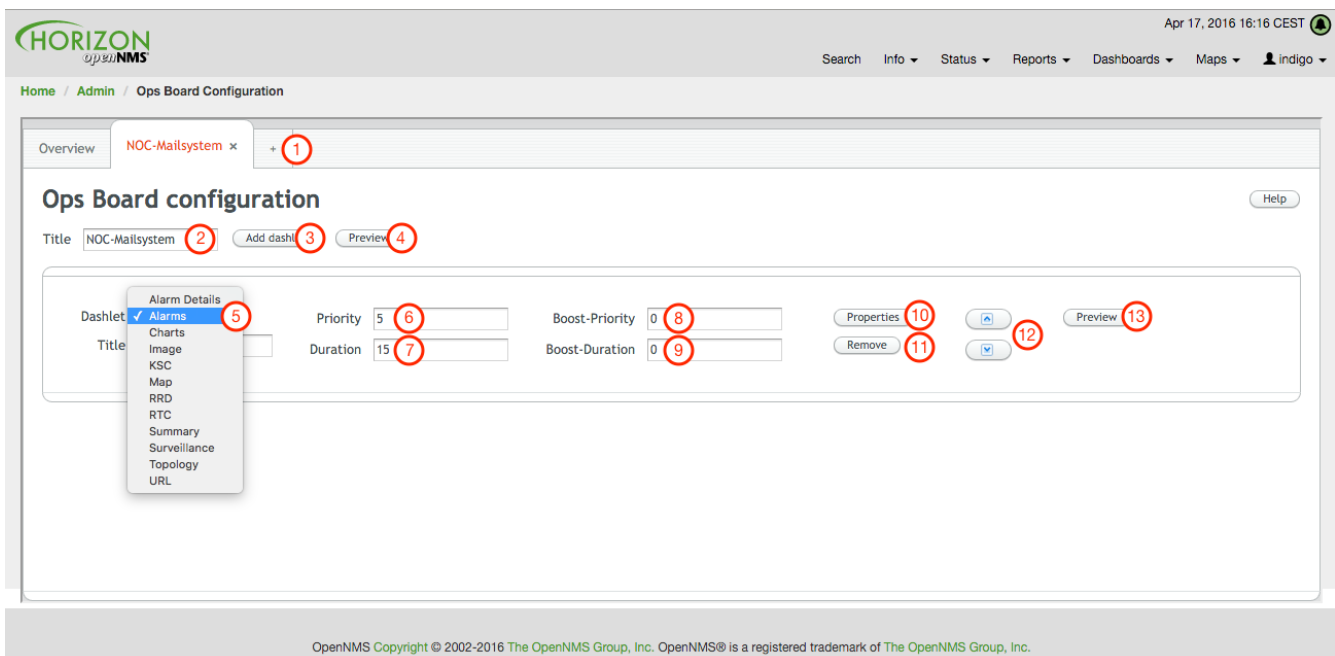 Apr 17, 2016 16:16 CEST
HORIZON
openNMS
Search Info Status Reports Dashboards Maps indigo
Home / Admin / Ops Board Configuration
Overview NOC-Mailsystem × + 1
Ops Board configuration
Help
Title NOC-Mailsystem 2 Add dashl 3 Preview 4
Alarm Details
Dashlet ✓ Alarms 5 Priority 5 6 Boost-Priority 0 8 Properties 10 Preview 13
Charts
12
Title Image Duration 15 7 Boost-Duration 0 9 Remove 11
KSC
Map
RRD
RTC
Summary
Surveillance
Topology
URL
OpenNMS Copyright © 2002-2016 The OpenNMS Group, Inc. OpenNMS® is a registered trademark of The OpenNMS Group, Inc.